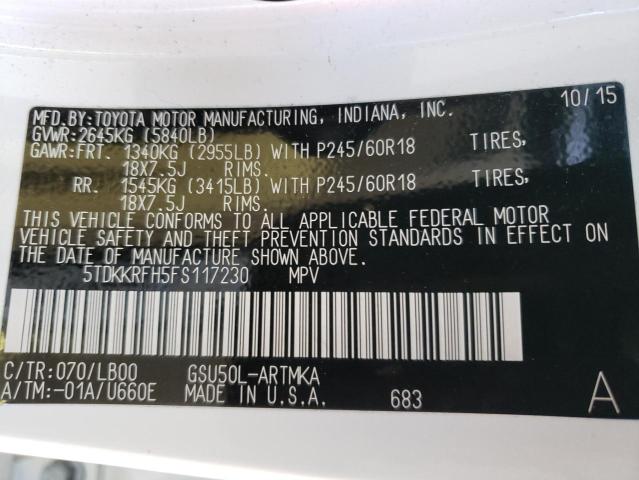 MFD.BY:TOYOTA MOTOR MANUFACTURING, INDIANA, INC. 10/15
GVWR:2645KG (5840LB)
GAWR:FRT. 1340KG (2955LB) WITH P245/60R18 TIRES,
18X7.5J RIMS.
RR. 1545KG (3415LB) WITH P245/60R18 TIRES,
18X7.5J RIMS.
THIS VEHICLE CONFORMS TO ALL APPLICABLE FEDERAL MOTOR
VEHICLE SAFETY AND THEFT PREVENTION STANDARDS IN EFFECT ON
THE DATE OF MANUFACTURE SHOWN ABOVE.
5TDKKRFH5FS117230 MPV
C/TR:070/LB00 GSU50L-ARTMKA
A/TM:-01A/U660E MADE IN U.S.A. 683 A